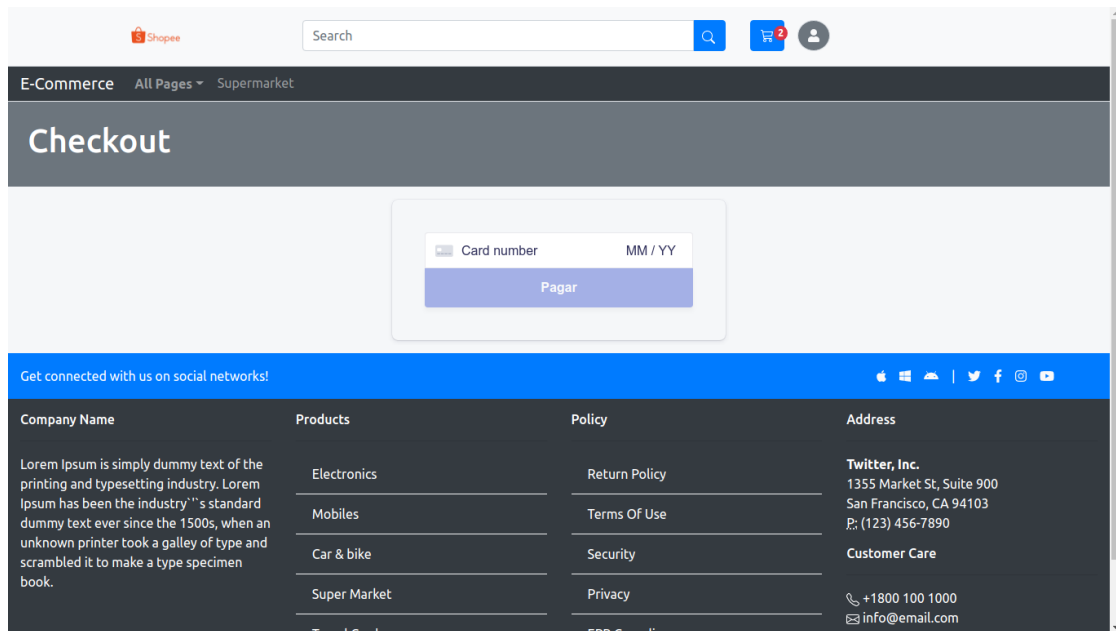 Shopee
Search
2
E-Commerce All Pages Supermarket
Checkout
Card number MM / YY
Pagar
Get connected with us on social networks!
|
Company Name
Lorem Ipsum is simply dummy text of the
printing and typesetting industry. Lorem
Ipsum has been the industry`'`s standard
dummy text ever since the 1500s, when an
unknown printer took a galley of type and
scrambled it to make a type specimen
book.
Products
Electronics
Mobiles
Car & bike
Super Market
Policy
Return Policy
Terms Of Use
Security
Privacy
Address
Twitter, Inc.
1355 Market St, Suite 900
San Francisco, CA 94103
P: (123) 456-7890
Customer Care
+1800 100 1000
info@email.com